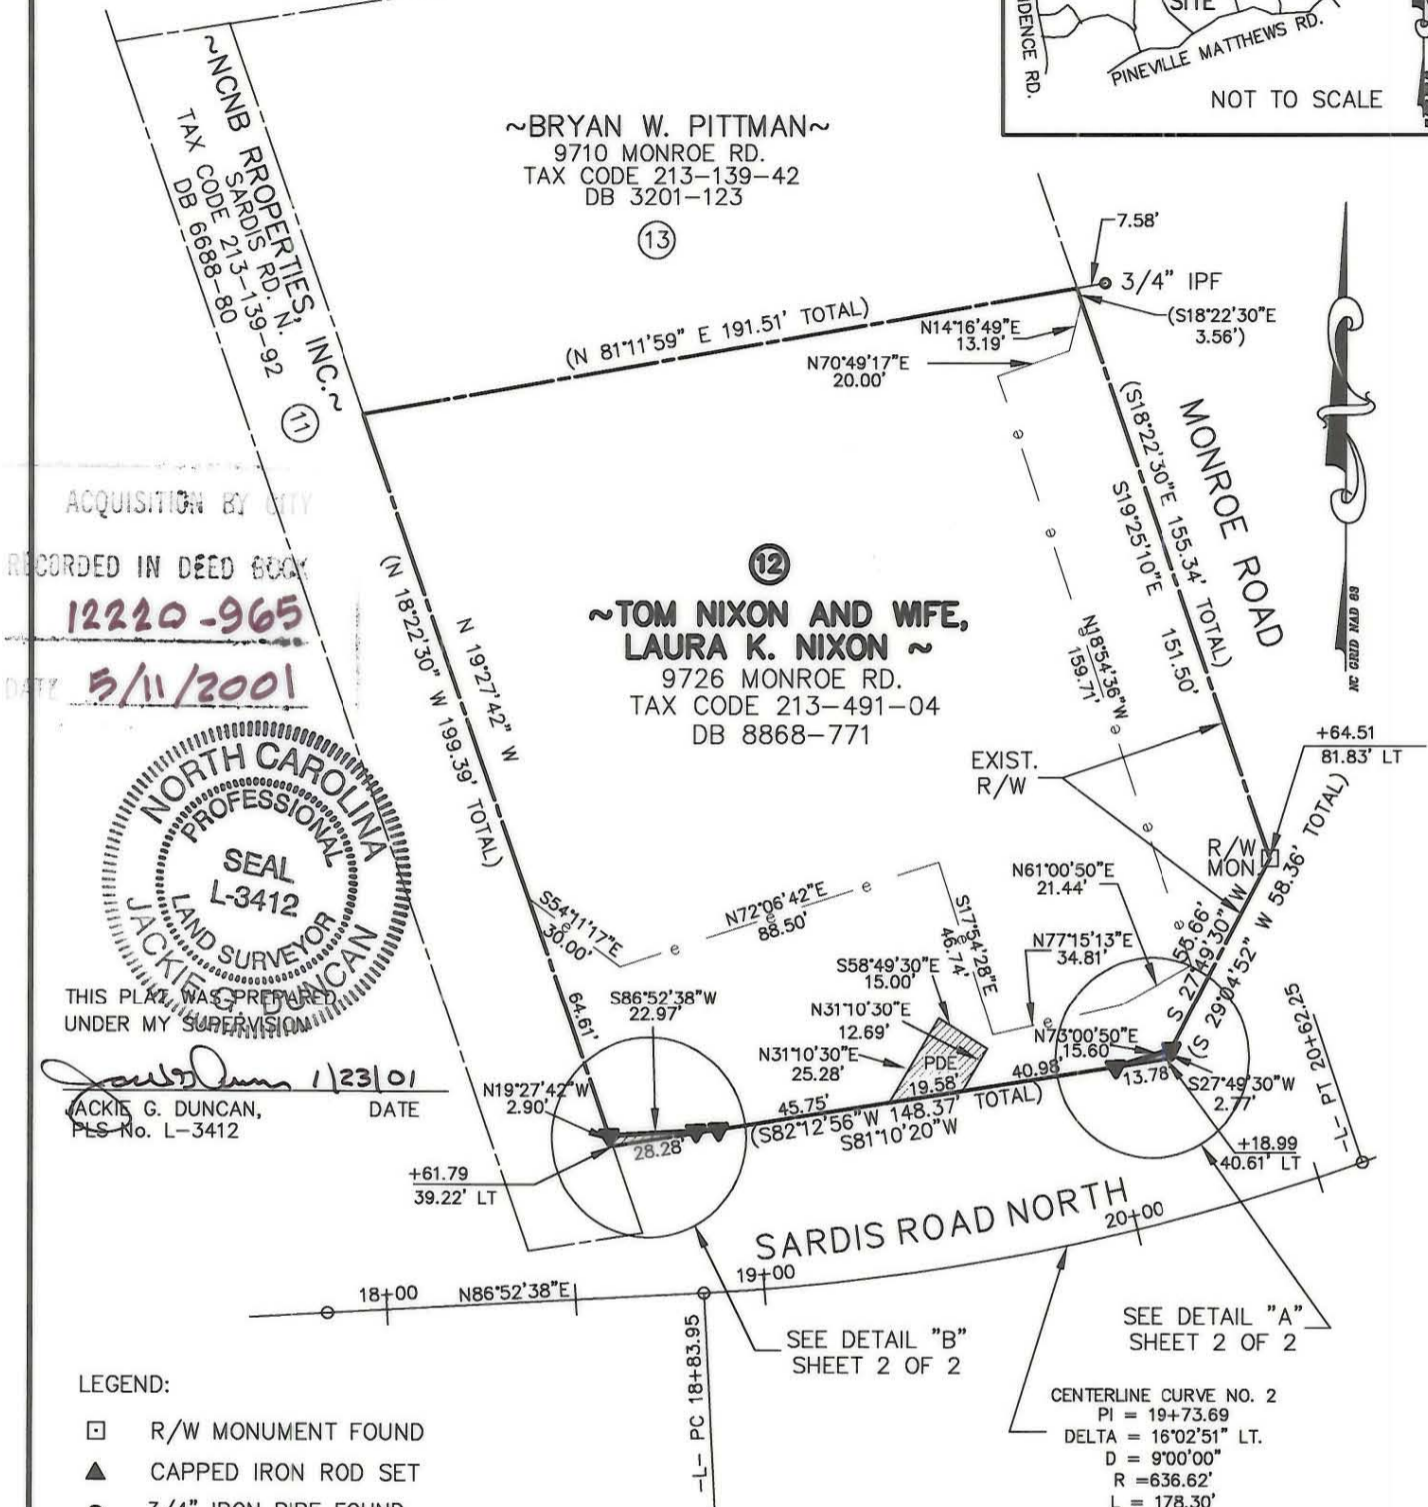 SITE
IDENCE RD.
PINEVILLE MATTHEWS RD.
NOT TO SCALE
~NCNB RROPERTIES, INC.~
SARDIS RD. N.
TAX CODE 213-139-92
DB 6688-80
11
~BRYAN W. PITTMAN~
9710 MONROE RD.
TAX CODE 213-139-42
DB 3201-123
13
7.58'
3/4" IPF
(S18°22'30"E
3.56')
(N 81°11'59" E 191.51' TOTAL)
N14°16'49"E
13.19'
N70°49'17"E
20.00'
MONROE ROAD
(S18°22'30"E 155.34' TOTAL)
S19°25'10"E 151.50'
NC GRID NAD 83
ACQUISITION BY CITY
RECORDED IN DEED BOOK
12220-965
DATE 5/11/2001
(N 18°22'30" W 199.39' TOTAL)
N 19°27'42" W
12
~TOM NIXON AND WIFE,
LAURA K. NIXON ~
9726 MONROE RD.
TAX CODE 213-491-04
DB 8868-771
N18°54'36"W
159.71'
e
e
e
e
e
e
EXIST.
R/W
+64.51
81.83' LT
R/W
MON.
NORTH CAROLINA
PROFESSIONAL
SEAL
L-3412
LAND SURVEYOR
JACKIE G. DUNCAN
THIS PLAT WAS PREPARED
UNDER MY SUPERVISION
1/23/01
JACKIE G. DUNCAN, DATE
PLS No. L-3412
S54°11'17"E
e
30.00'
e
N72°06'42"E
e
88.50'
e
S17°54'28"E
e
46.74'
N61°00'50"E
21.44'
N77°15'13"E
34.81'
e
S 27°49'30" W
55.66'
(S 29°04'52" W 58.36' TOTAL)
-L- PT 20+62.25
64.61'
S86°52'38"W
22.97'
S58°49'30"E
15.00'
N31°10'30"E
12.69'
N31°10'30"E
25.28'
PDE
19.58'
N73°00'50"E
15.60
N19°27'42"W
2.90'
28.28'
45.75'
40.98'
13.78'
(S82°12'56"W 148.37' TOTAL)
S81°10'20"W
S27°49'30"W
2.77'
+61.79
39.22' LT
+18.99
40.61' LT
SARDIS ROAD NORTH
18+00
N86°52'38"E
19+00
20+00
-L- PC 18+83.95
SEE DETAIL "B"
SHEET 2 OF 2
SEE DETAIL "A"
SHEET 2 OF 2
CENTERLINE CURVE NO. 2
PI = 19+73.69
DELTA = 16°02'51" LT.
D = 9°00'00"
R =636.62'
L = 178.30'
LEGEND:
R/W MONUMENT FOUND
CAPPED IRON ROD SET
3/4" IRON PIPE FOUND